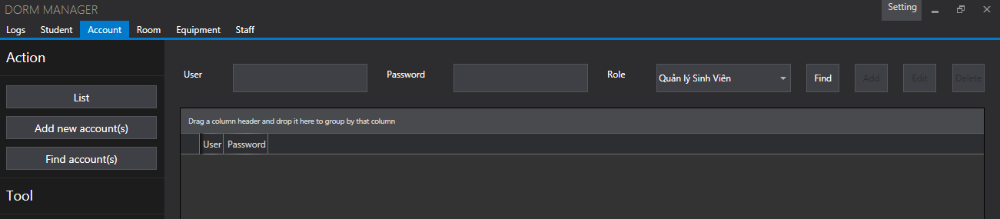 DORM MANAGER
Setting
Logs Student Account Room Equipment Staff
Action
List
Add new account(s)
Find account(s)
Tool
User Password Role Quản lý Sinh Viên Find Add Edit Delete
Drag a column header and drop it here to group by that column
User Password